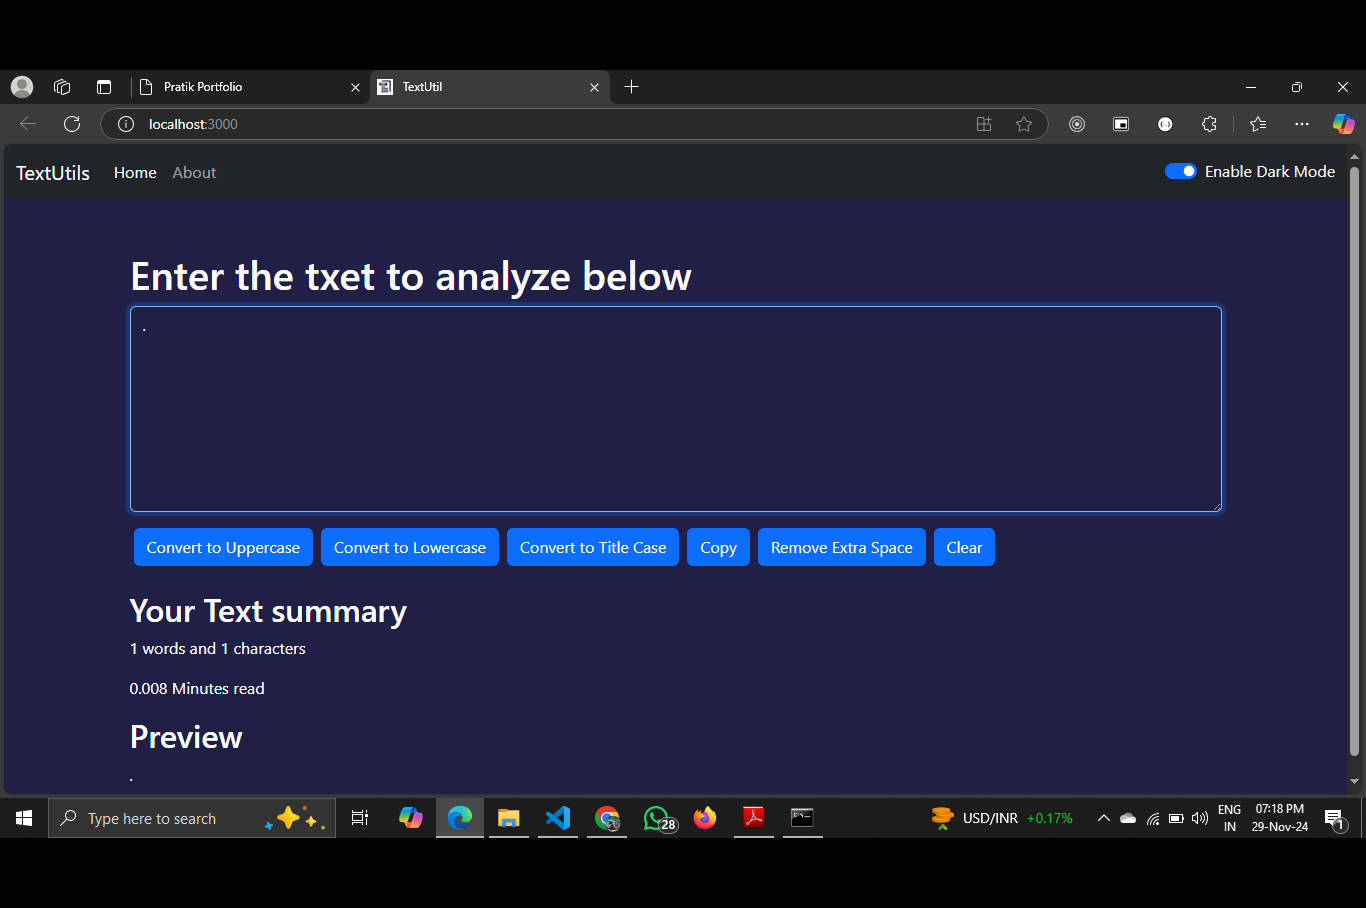 Pratik Portfolio
TextUtil
localhost:3000
TextUtils Home About Enable Dark Mode
Enter the txet to analyze below
.
Convert to Uppercase Convert to Lowercase Convert to Title Case Copy Remove Extra Space Clear
Your Text summary
1 words and 1 characters
0.008 Minutes read
Preview
.
Type here to search
28
USD/INR +0.17%
ENG
IN
07:18 PM
29-Nov-24
1